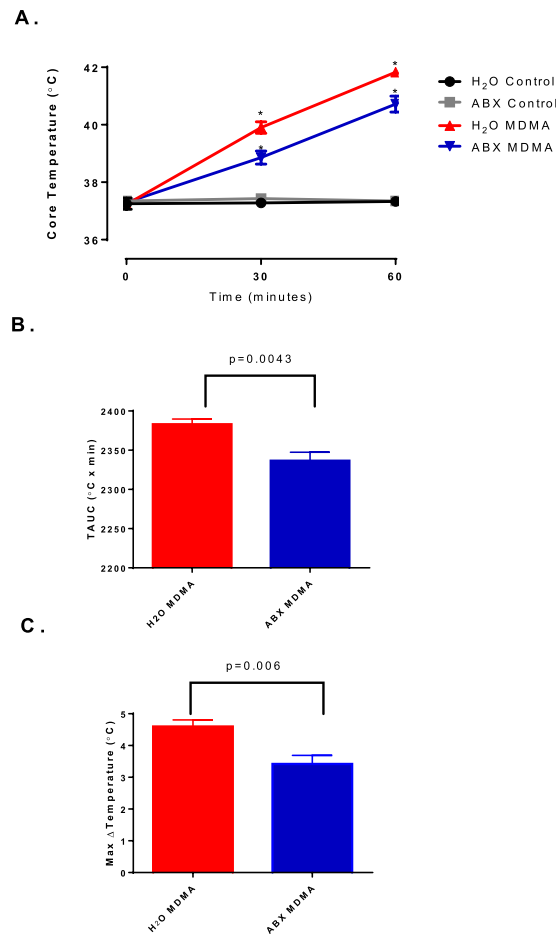 A.
Core Temperature (°C)
42
40
38
36
*
*
*
*
0
30
60
Time (minutes)
H₂O Control
ABX Control
H₂O MDMA
ABX MDMA
B.
p=0.0043
TAUC (°C x min)
2400
2350
2300
2250
2200
H2O MDMA
ABX MDMA
C.
p=0.006
Max Δ Temperature (°C)
5
4
3
2
1
0
H₂O MDMA
ABX MDMA